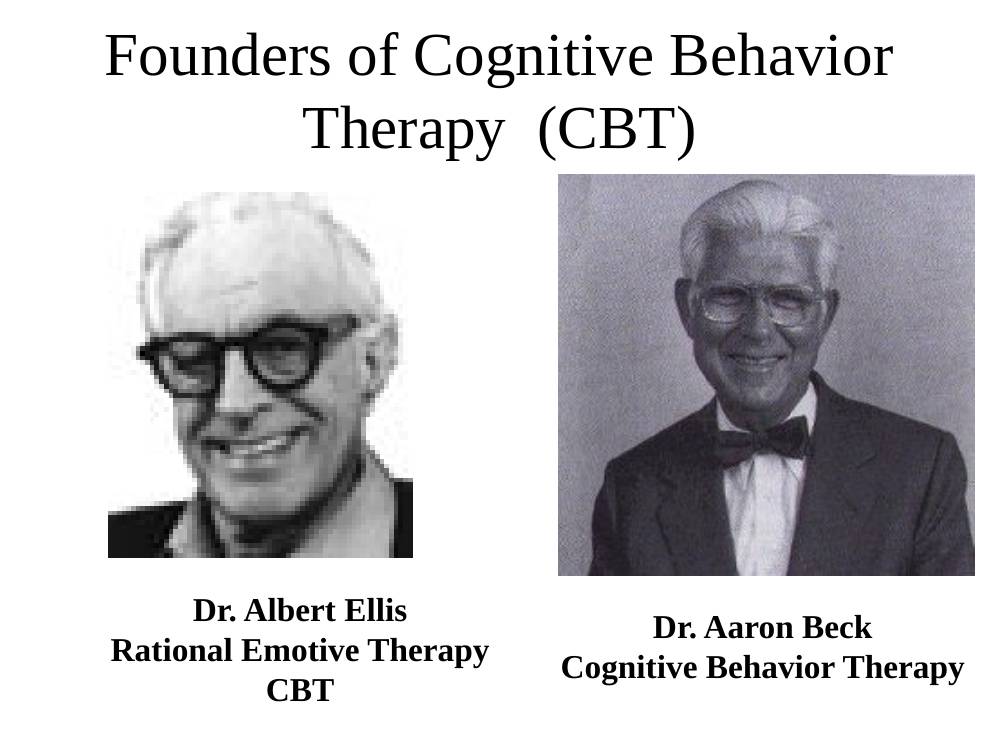 Founders of Cognitive Behavior
Therapy  (CBT)
Dr. Albert Ellis
Rational Emotive Therapy
CBT
Dr. Aaron Beck
Cognitive Behavior Therapy